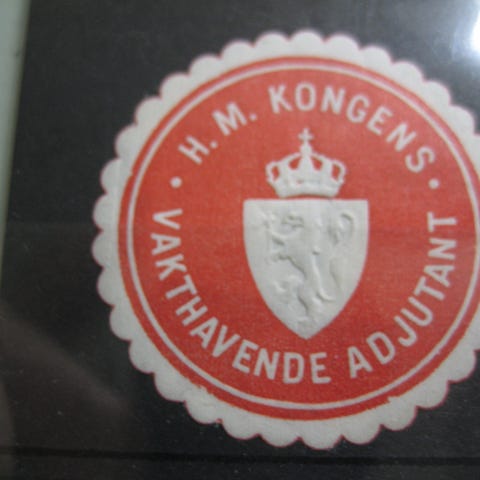 · H. M. KONGENS ·
VAKTHAVENDE ADJUTANT